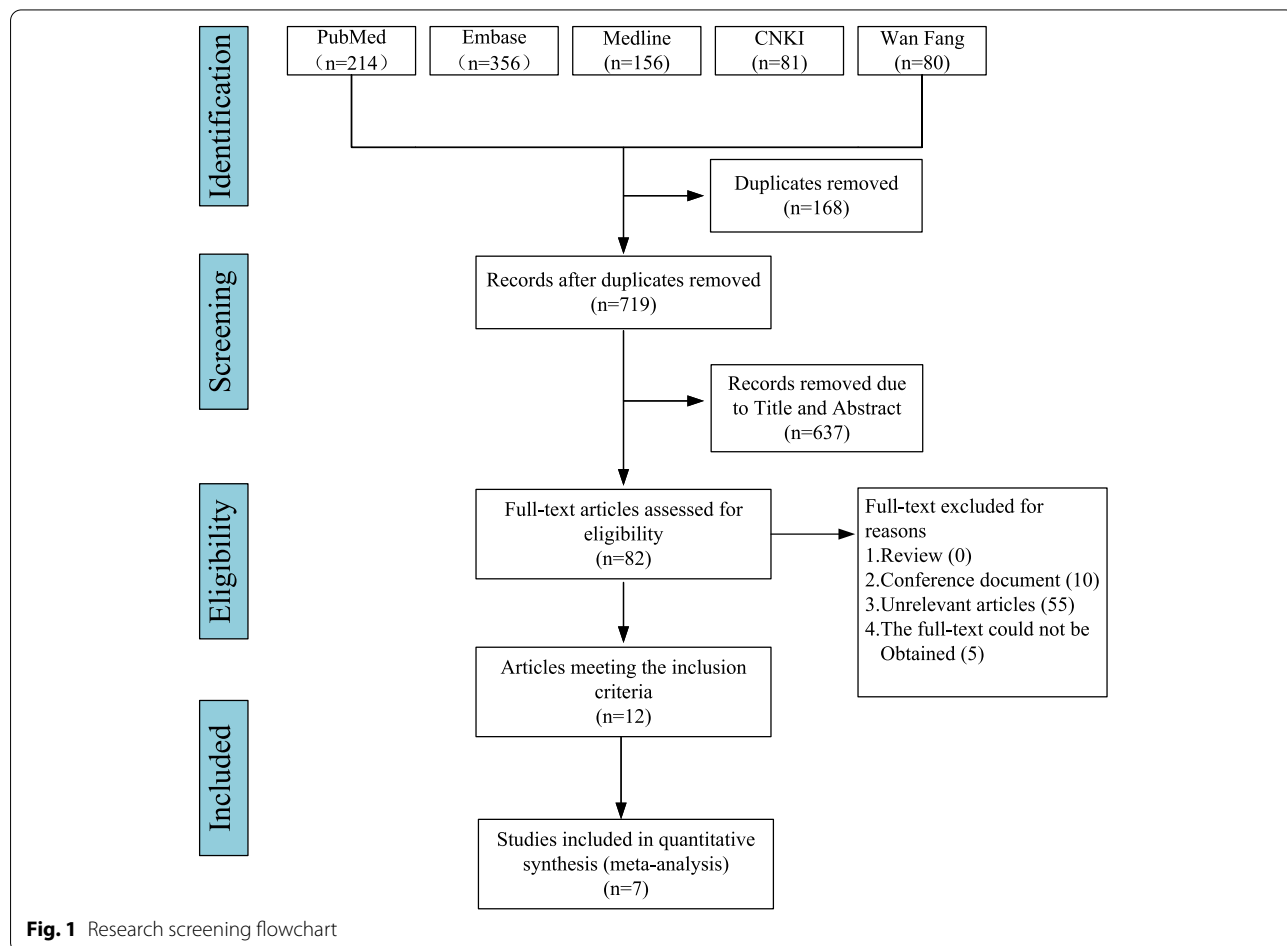 Identification
PubMed
（n=214）
Embase
（n=356）
Medline
(n=156)
CNKI
(n=81)
Wan Fang
(n=80)
Duplicates removed
(n=168)
Screening
Records after duplicates removed
(n=719)
Records removed due
to Title and Abstract
(n=637)
Eligibility
Full-text articles assessed for
eligibility
(n=82)
Full-text excluded for
reasons
1.Review (0)
2.Conference document (10)
3.Unrelevant articles (55)
4.The full-text could not be
Obtained (5)
Articles meeting the inclusion
criteria
(n=12)
Included
Studies included in quantitative
synthesis (meta-analysis)
(n=7)
Fig. 1 Research screening flowchart